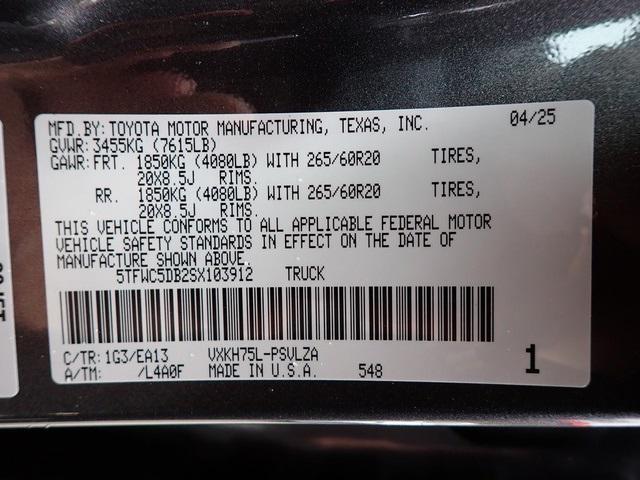 MFD.BY: TOYOTA MOTOR MANUFACTURING, TEXAS, INC. 04/25
GVWR: 3455KG (7615LB)
GAWR: FRT. 1850KG (4080LB) WITH 265/60R20 TIRES,
20X8.5J RIMS.
RR. 1850KG (4080LB) WITH 265/60R20 TIRES,
20X8.5J RIMS.
THIS VEHICLE CONFORMS TO ALL APPLICABLE FEDERAL MOTOR
VEHICLE SAFETY STANDARDS IN EFFECT ON THE DATE OF
MANUFACTURE SHOWN ABOVE.
5TFWC5DB2SX103912 TRUCK
C/TR: 1G3/EA13 VXKH75L-PSVLZA
A/TM: /L4A0F MADE IN U.S.A. 548 1